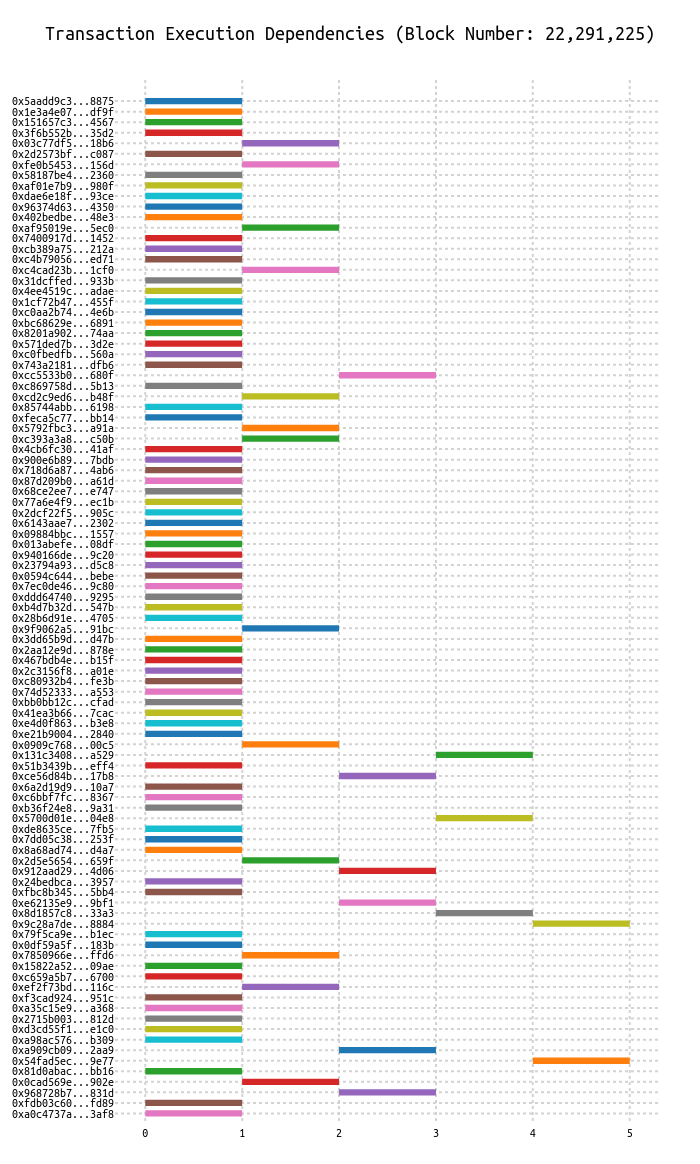 Transaction Execution Dependencies (Block Number: 22,291,225)
0x5aadd9c3...8875
0x1e3a4e07...df9f
0x151657c3...4567
0x3f6b552b...35d2
0x03c77df5...18b6
0x2d2573bf...c087
0xfe0b5453...156d
0x58187be4...2360
0xaf01e7b9...980f
0xdae6e18f...93ce
0x96374d63...4350
0x402bedbe...48e3
0xaf95019e...5ec0
0x7400917d...1452
0xcb389a75...212a
0xc4b79056...ed71
0xc4cad23b...1cf0
0x31dcffed...933b
0x4ee4519c...adae
0x1cf72b47...455f
0xc0aa2b74...4e6b
0xbc68629e...6891
0x8201a902...74aa
0x571ded7b...3d2e
0xc0fbedfb...560a
0x743a2181...dfb6
0xcc5533b0...680f
0xc869758d...5b13
0xcd2c9ed6...b48f
0x85744abb...6198
0xfeca5c77...bb14
0x5792fbc3...a91a
0xc393a3a8...c50b
0x4cb6fc30...41af
0x900e6b89...7bdb
0x718d6a87...4ab6
0x87d209b0...a61d
0x68ce2ee7...e747
0x77a6e4f9...ec1b
0x2dcf22f5...905c
0x6143aae7...2302
0x09884bbc...1557
0x013abefe...08df
0x940166de...9c20
0x23794a93...d5c8
0x0594c644...bebe
0x7ec0de46...9c80
0xddd64740...9295
0xb4d7b32d...547b
0x28b6d91e...4705
0x9f9062a5...91bc
0x3dd65b9d...d47b
0x2aa12e9d...878e
0x467bdb4e...b15f
0x2c3156f8...a01e
0xc80932b4...fe3b
0x74d52333...a553
0xbb0bb12c...cfad
0x41ea3b66...7cac
0xe4d0f863...b3e8
0xe21b9004...2840
0x0909c768...00c5
0x131c3408...a529
0x51b3439b...eff4
0xce56d84b...17b8
0x6a2d19d9...10a7
0xc6bbf7fc...8367
0xb36f24e8...9a31
0x5700d01e...04e8
0xde8635ce...7fb5
0x7dd05c38...253f
0x8a68ad74...d4a7
0x2d5e5654...659f
0x912aad29...4d06
0x24bedbca...3957
0xfbc8b345...5bb4
0xe62135e9...9bf1
0x8d1857c8...33a3
0x9c28a7de...8884
0x79f5ca9e...b1ec
0x0df59a5f...183b
0x7850966e...ffd6
0x15822a52...09ae
0xc659a5b7...6700
0xef2f73bd...116c
0xf3cad924...951c
0xa35c15e9...a368
0x2715b003...812d
0xd3cd55f1...e1c0
0xa98ac576...b309
0xa909cb09...2aa9
0x54fad5ec...9e77
0x81d0abac...bb16
0x0cad569e...902e
0x968728b7...831d
0xfdb03c60...fd89
0xa0c4737a...3af8
0 1 2 3 4 5